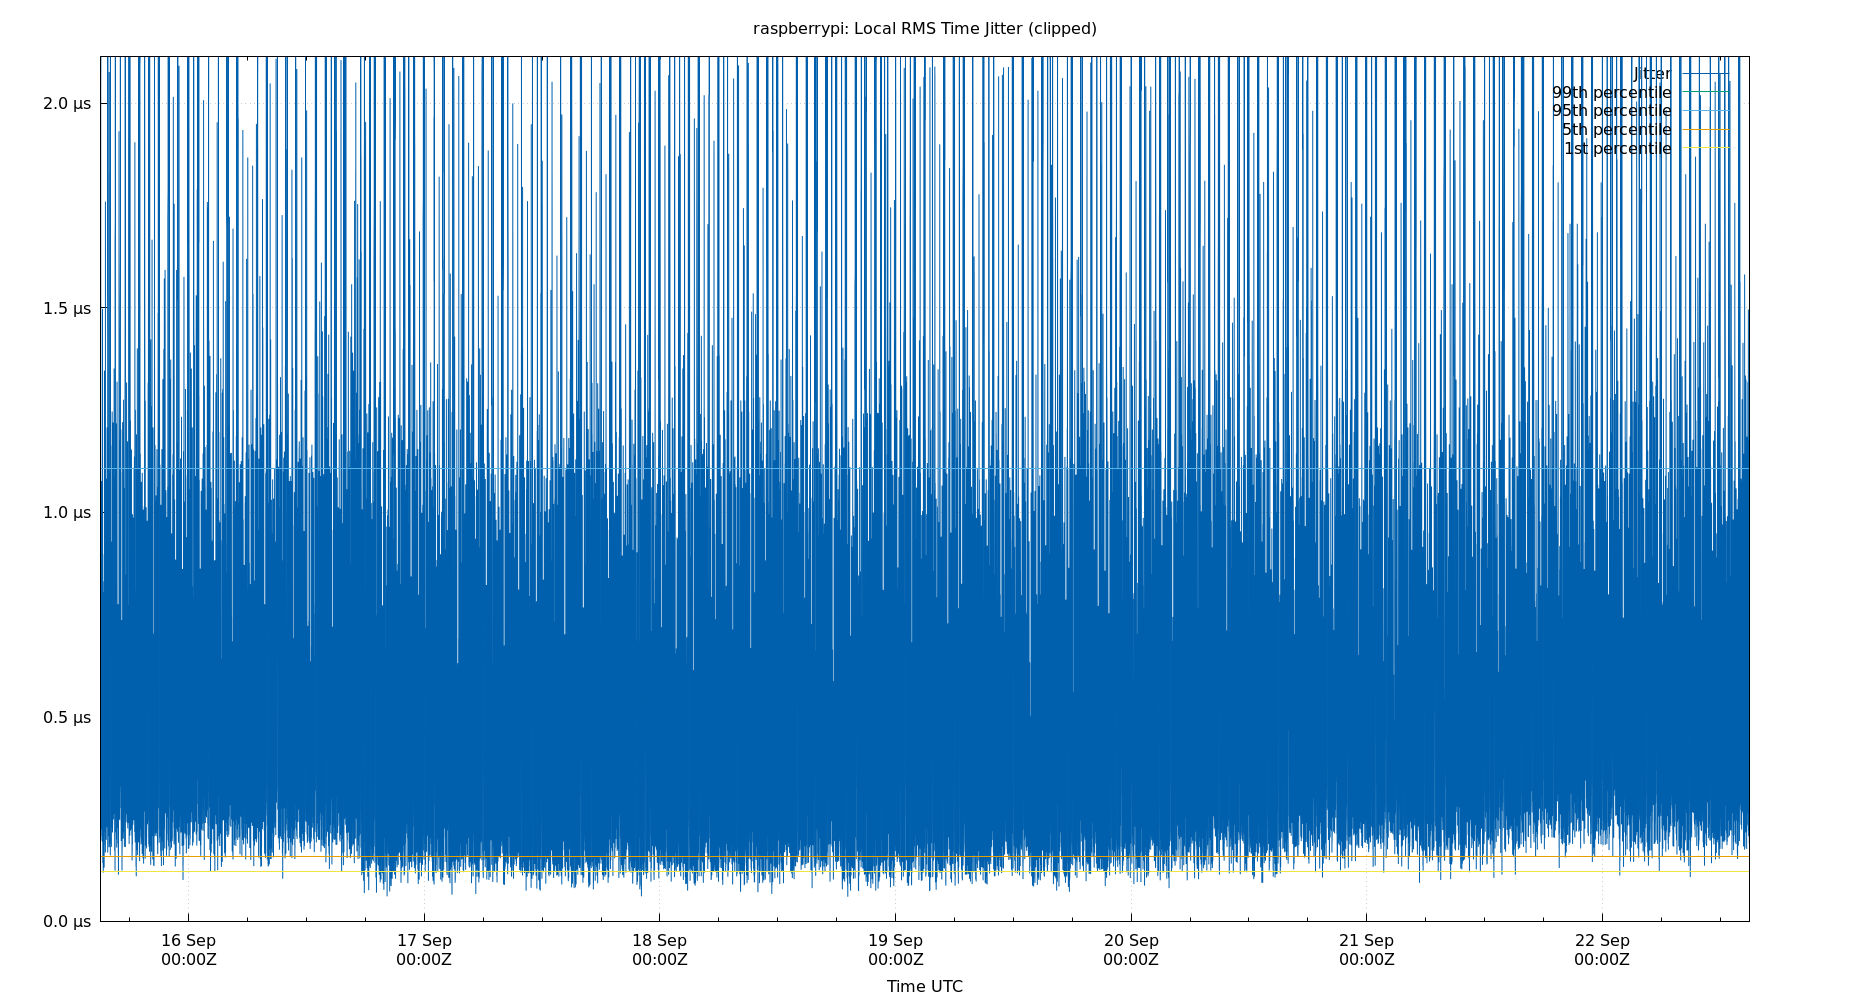 raspberrypi: Local RMS Time Jitter (clipped)
2.0 µs
1.5 µs
1.0 µs
0.5 µs
0.0 µs
Jitter
99th percentile
95th percentile
5th percentile
1st percentile
16 Sep
00:00Z
17 Sep
00:00Z
18 Sep
00:00Z
19 Sep
00:00Z
20 Sep
00:00Z
21 Sep
00:00Z
22 Sep
00:00Z
Time UTC